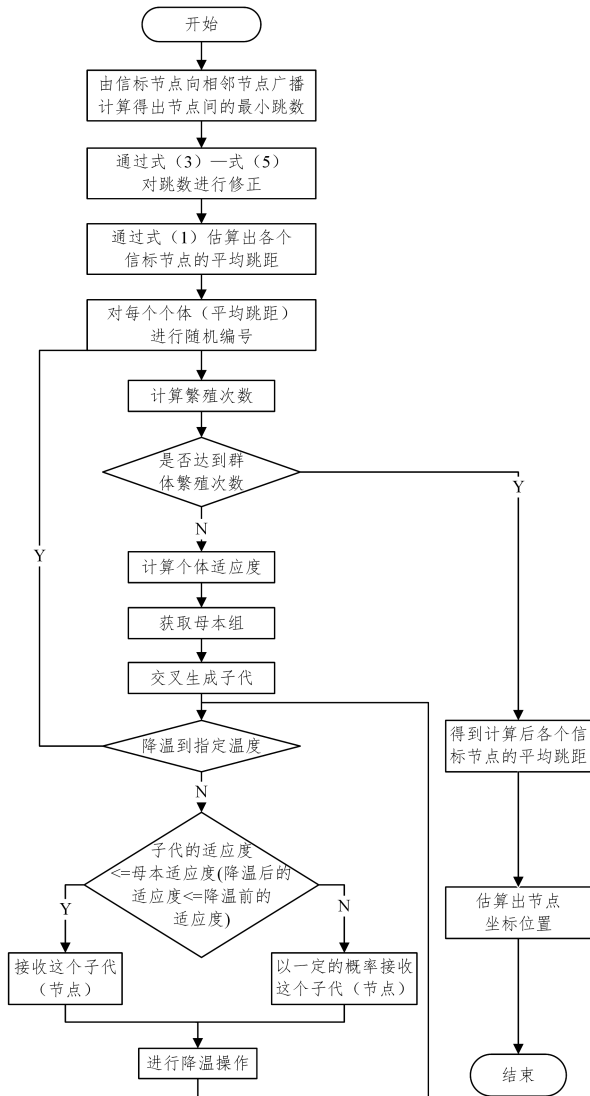 开始
由信标节点向相邻节点广播
计算得出节点间的最小跳数
通过式（3）—式（5）
对跳数进行修正
通过式（1）估算出各个
信标节点的平均跳距
对每个个体（平均跳距）
进行随机编号
计算繁殖次数
是否达到群
体繁殖次数
Y
N
Y
计算个体适应度
获取母本组
交叉生成子代
降温到指定温度
得到计算后各个信
标节点的平均跳距
N
子代的适应度
<=母本适应度(降温后的
适应度<=降温前的
适应度)
Y
N
估算出节点
坐标位置
接收这个子代
（节点）
以一定的概率接收
这个子代（节点）
进行降温操作
结束